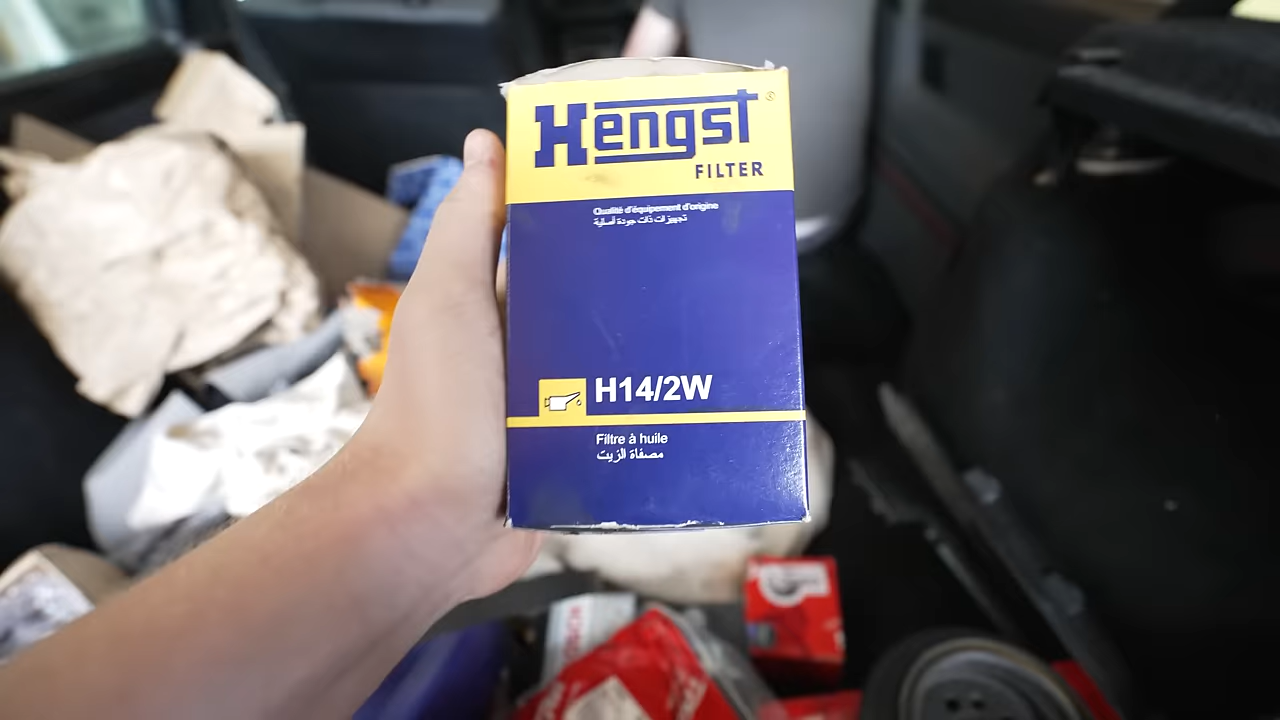 Hengst
FILTER
Qualité d'équipement d'origine
تجهيزات ذات جودة أصلية
H14/2W
Filtre à huile
مصفاة الزيت